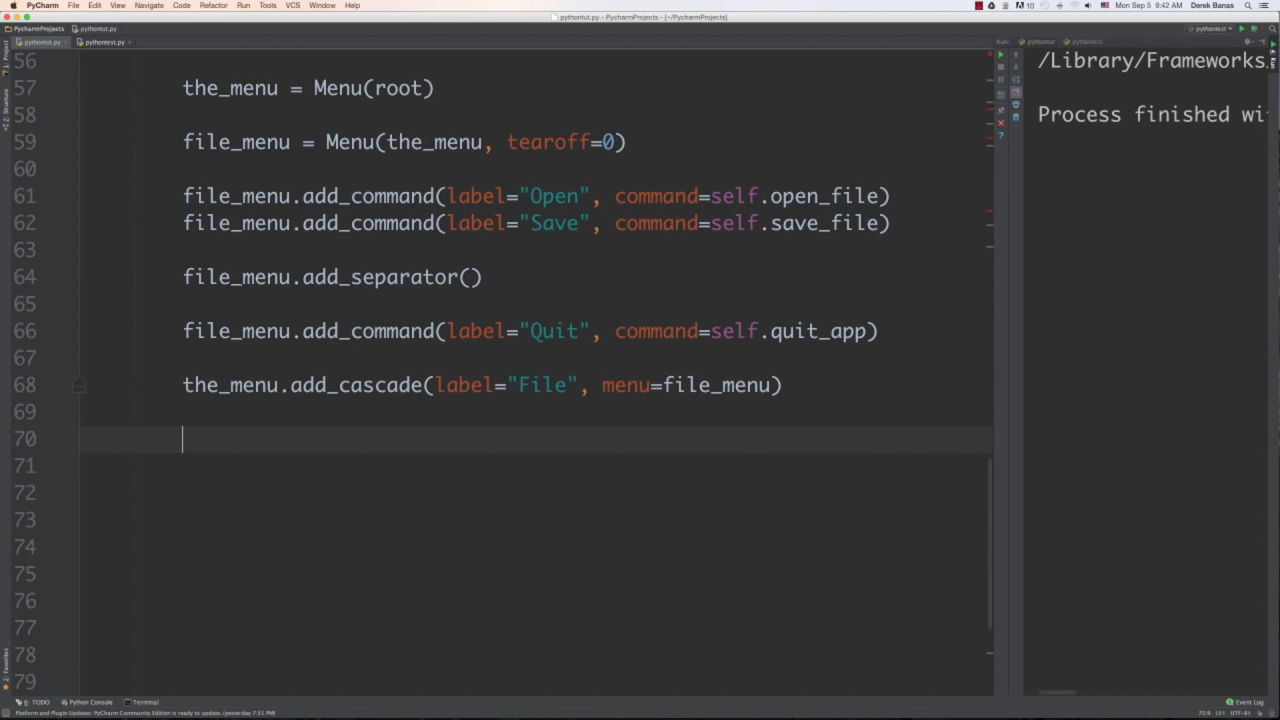 PyCharm File Edit View Navigate Code Refactor Run Tools VCS Window Help 10 Mon Sep 5 9:42 AM Derek Banas
pythontut.py - PycharmProjects - [~/PycharmProjects]
PycharmProjects pythontut.py pythontest
pythontut.py pythontest.py Run: pythontut pythontest
1: Project
7: Structure
2: Favorites
Run
56
57 the_menu = Menu(root)
59 file_menu = Menu(the_menu, tearoff=0)
60
61 file_menu.add_command(label="Open", command=self.open_file)
62 file_menu.add_command(label="Save", command=self.save_file)
63
64 file_menu.add_separator()
65
66 file_menu.add_command(label="Quit", command=self.quit_app)
67
68 the_menu.add_cascade(label="File", menu=file_menu)
69
70
71
72
73
74
75
76
77
78
79
/Library/Frameworks
Process finished wi
6: TODO Python Console Terminal Event Log
Platform and Plugin Updates: PyCharm Community Edition is ready to update. (yesterday 7:51 PM) 70:9 LF÷ UTF-8÷